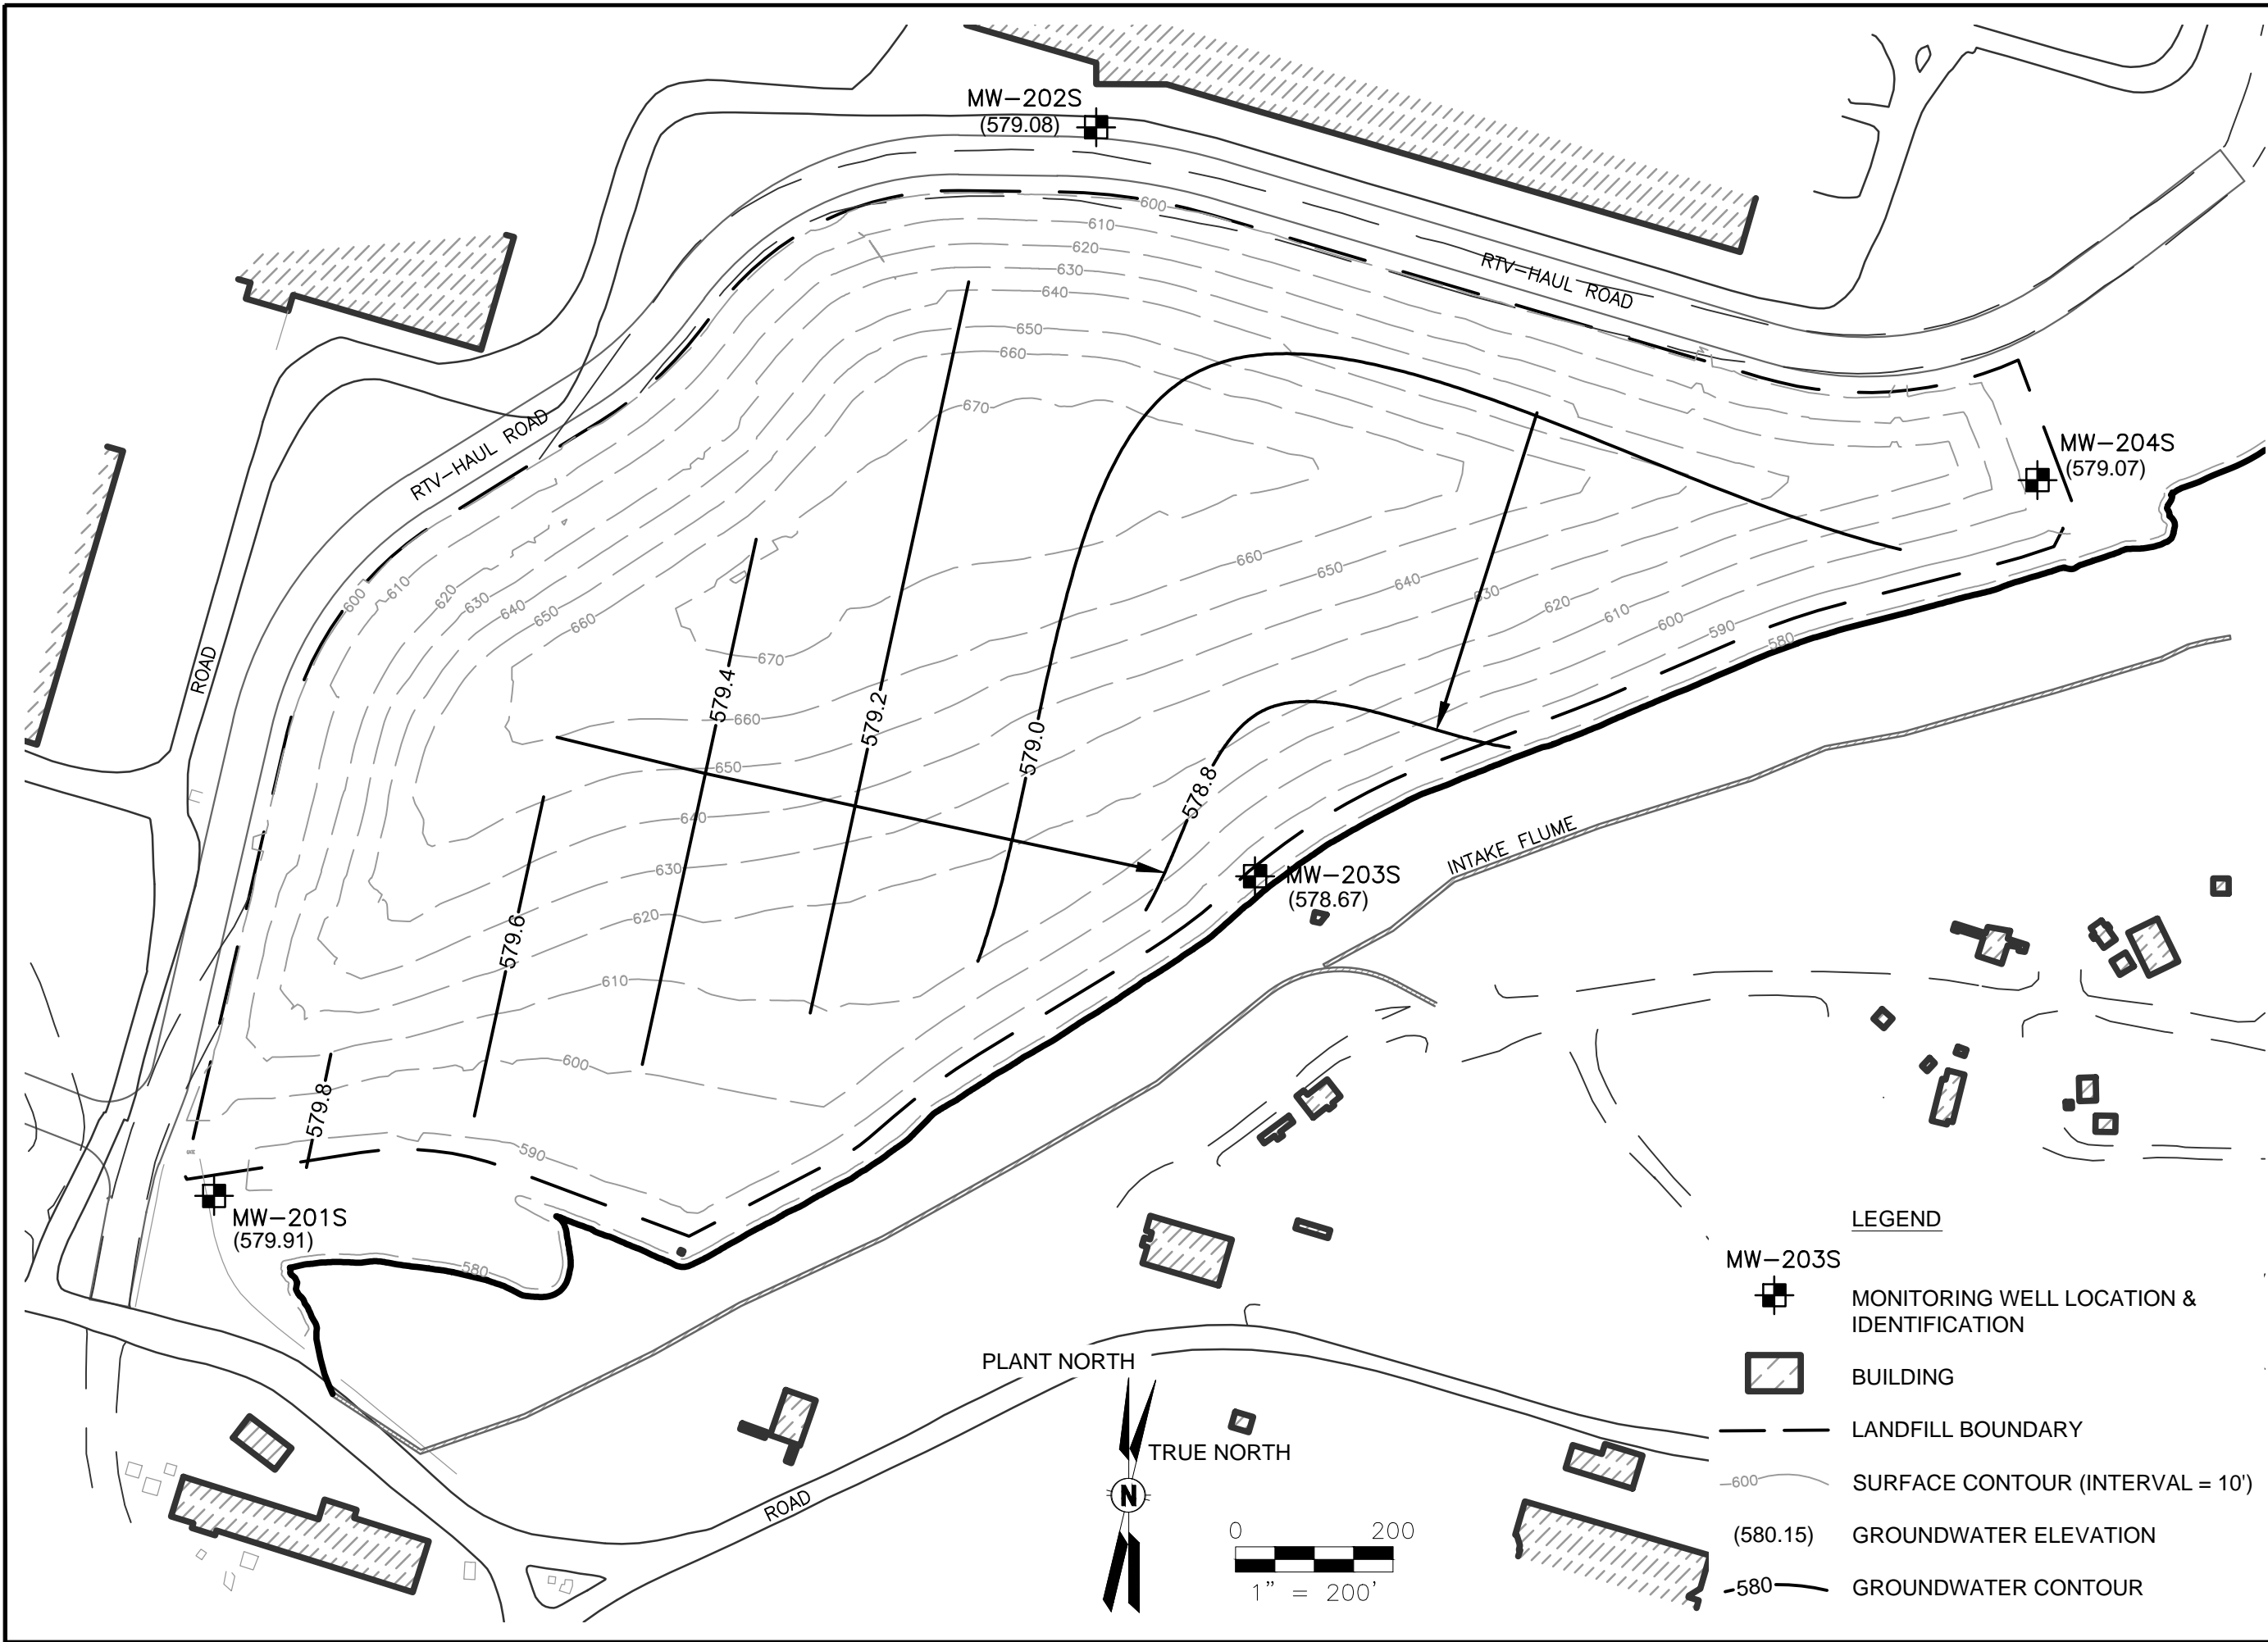 MW-202S
(579.08)
600
610
620
630
640
650
660
670
RTV-HAUL ROAD
RTV-HAUL ROAD
MW-204S
(579.07)
600
610
620
630
640
650
660
670
660
650
640
630
620
610
600
590
580
ROAD
579.4
579.2
579.0
578.8
660
650
640
630
620
610
600
590
580
579.6
579.8
MW-203S
(578.67)
INTAKE FLUME
MW-201S
(579.91)
PLANT NORTH
TRUE NORTH
N
ROAD
0 200
1" = 200'
LEGEND
MW-203S
MONITORING WELL LOCATION &
IDENTIFICATION
BUILDING
LANDFILL BOUNDARY
600 SURFACE CONTOUR (INTERVAL = 10')
(580.15) GROUNDWATER ELEVATION
580 GROUNDWATER CONTOUR